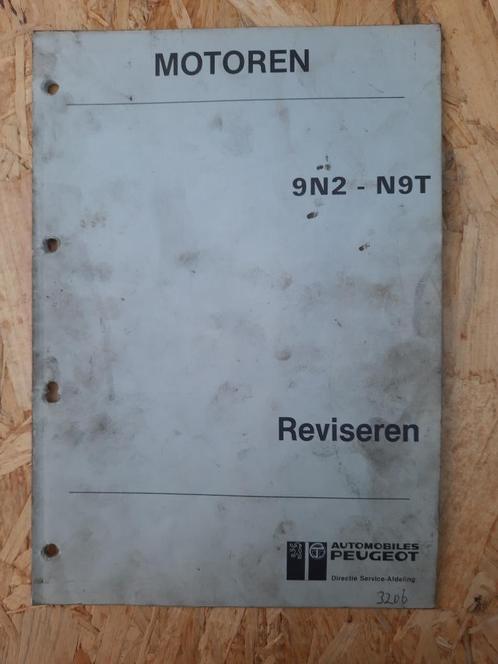 MOTOREN
9N2 - N9T
Reviseren
AUTOMOBILES
PEUGEOT
Directie Service-Afdeling
3206